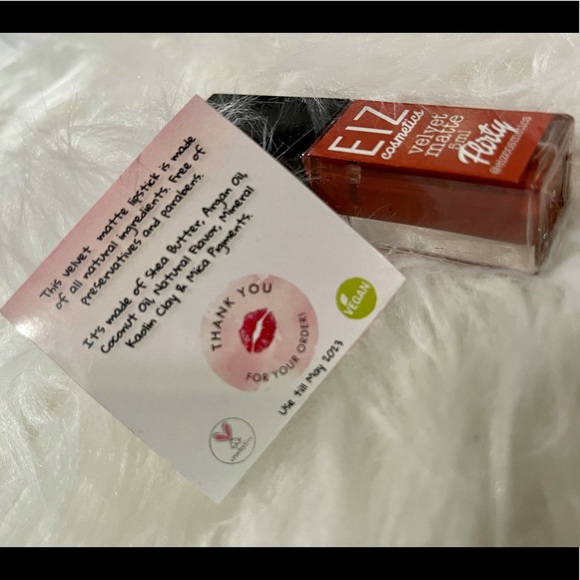 This velvet matte lipstick is made
of all natural ingredients. Free of
preservatives and parabens.
It's made of Shea Butter, Argan Oil,
Coconut Oil, Natural Flavor, Mineral
Kaolin Clay & Mica Pigments.
THANK YOU
FOR YOUR ORDER!
VEGAN
Use till May 2023
EIZ
cosmetics
velvet
matte
5ml
Flirty
@eizcosmetics